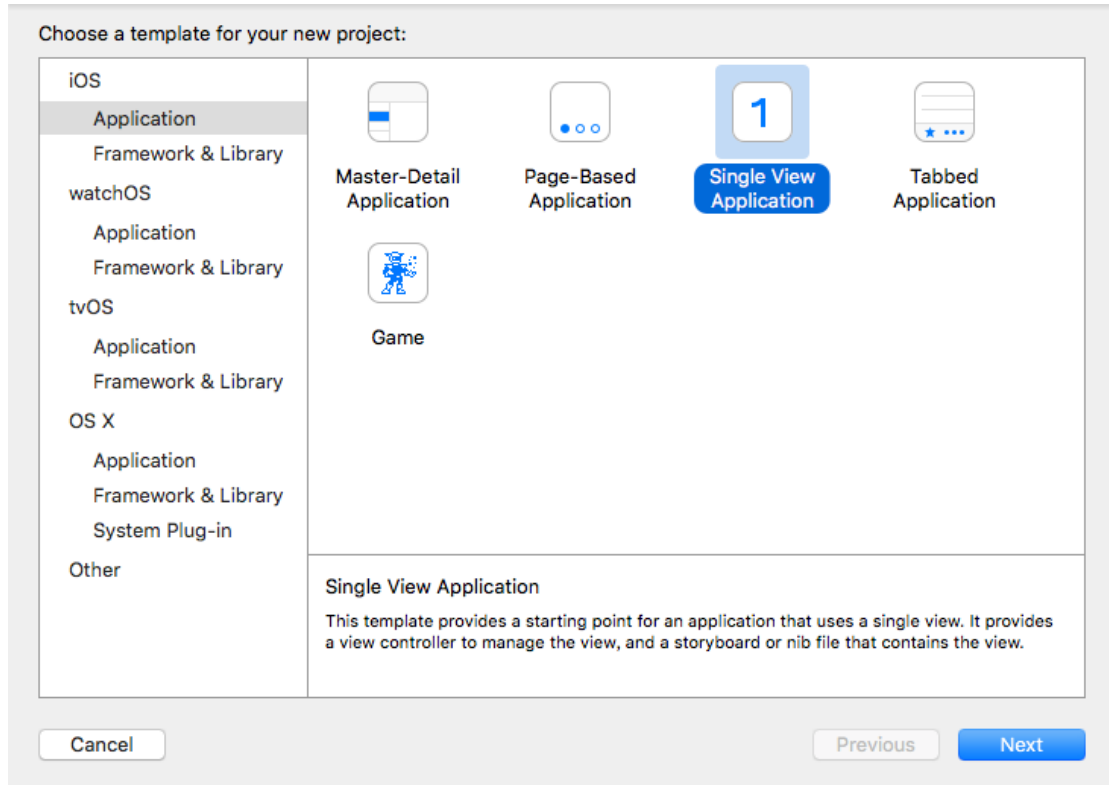 Choose a template for your new project:
iOS
Application
Framework & Library
watchOS
Application
Framework & Library
tvOS
Application
Framework & Library
OS X
Application
Framework & Library
System Plug-in
Other
1
Master-Detail
Application
Page-Based
Application
Single View
Application
Tabbed
Application
Game
Single View Application
This template provides a starting point for an application that uses a single view. It provides
a view controller to manage the view, and a storyboard or nib file that contains the view.
Cancel
Previous
Next